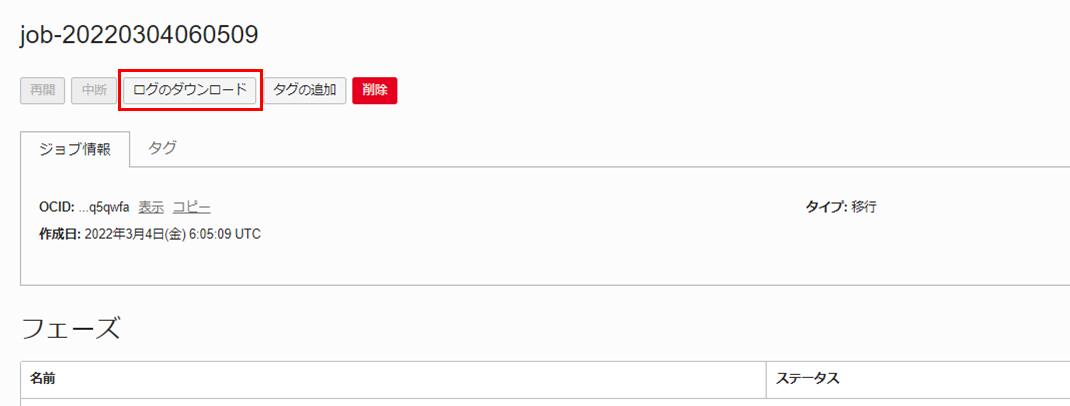 job-20220304060509
再開 中断 ログのダウンロード タグの追加 削除
ジョブ情報 タグ
OCID: ...q5qwfa 表示 コピー タイプ: 移行
作成日: 2022年3月4日(金) 6:05:09 UTC
フェーズ
名前 ステータス